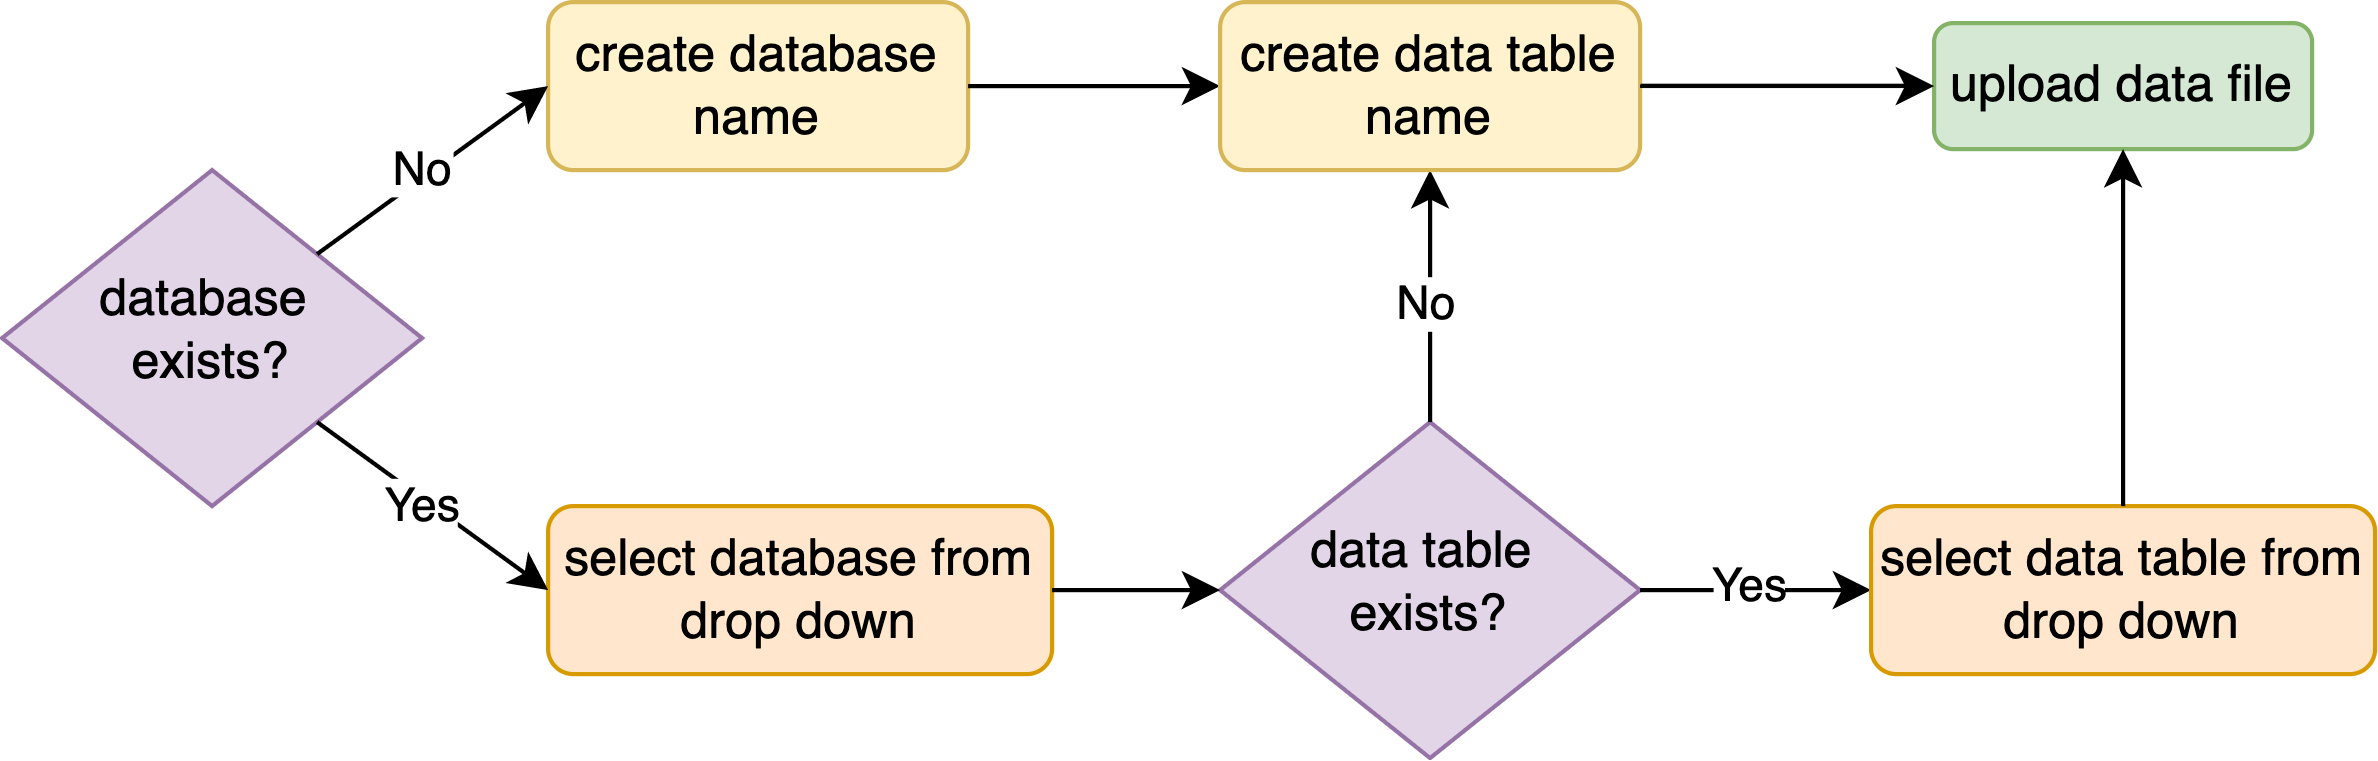 create database
name
create data table
name
upload data file
No
database
exists?
No
Yes
select database from
drop down
data table
exists?
Yes
select data table from
drop down